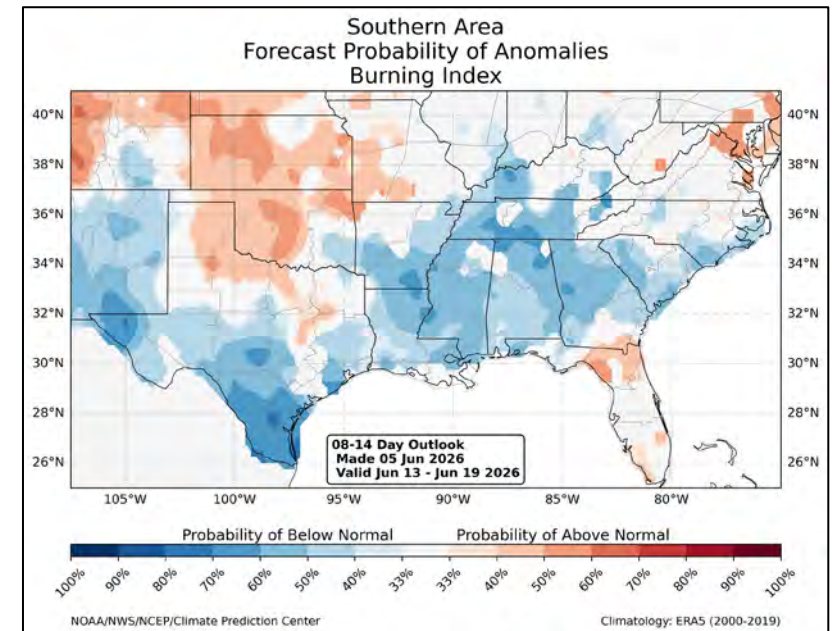 Southern Area
Forecast Probability of Anomalies
Burning Index
40°N 40°N
38°N 38°N
36°N 36°N
34°N 34°N
32°N 32°N
30°N 30°N
28°N 28°N
26°N 26°N
08-14 Day Outlook
Made 05 Jun 2026
Valid Jun 13 - Jun 19 2026
105°W 100°W 95°W 90°W 85°W 80°W
Probability of Below Normal Probability of Above Normal
100% 90% 80% 70% 60% 50% 40% 33% 33% 40% 50% 60% 70% 80% 90% 100%
NOAA/NWS/NCEP/Climate Prediction Center Climatology: ERA5 (2000-2019)